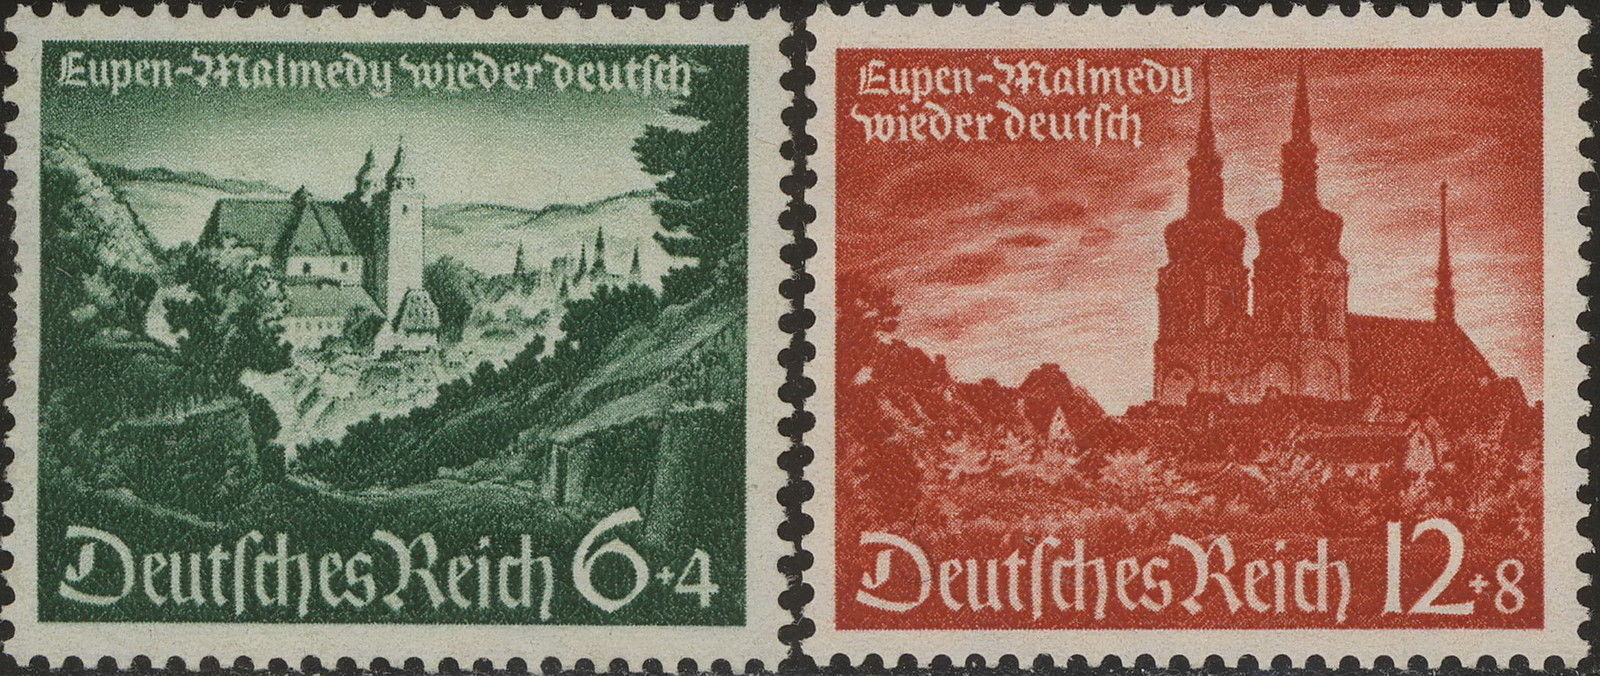 Eupen-Malmedy wieder deutsch
Deutsches Reich 6+4
Eupen-Malmedy
wieder deutsch
Deutsches Reich 12+8